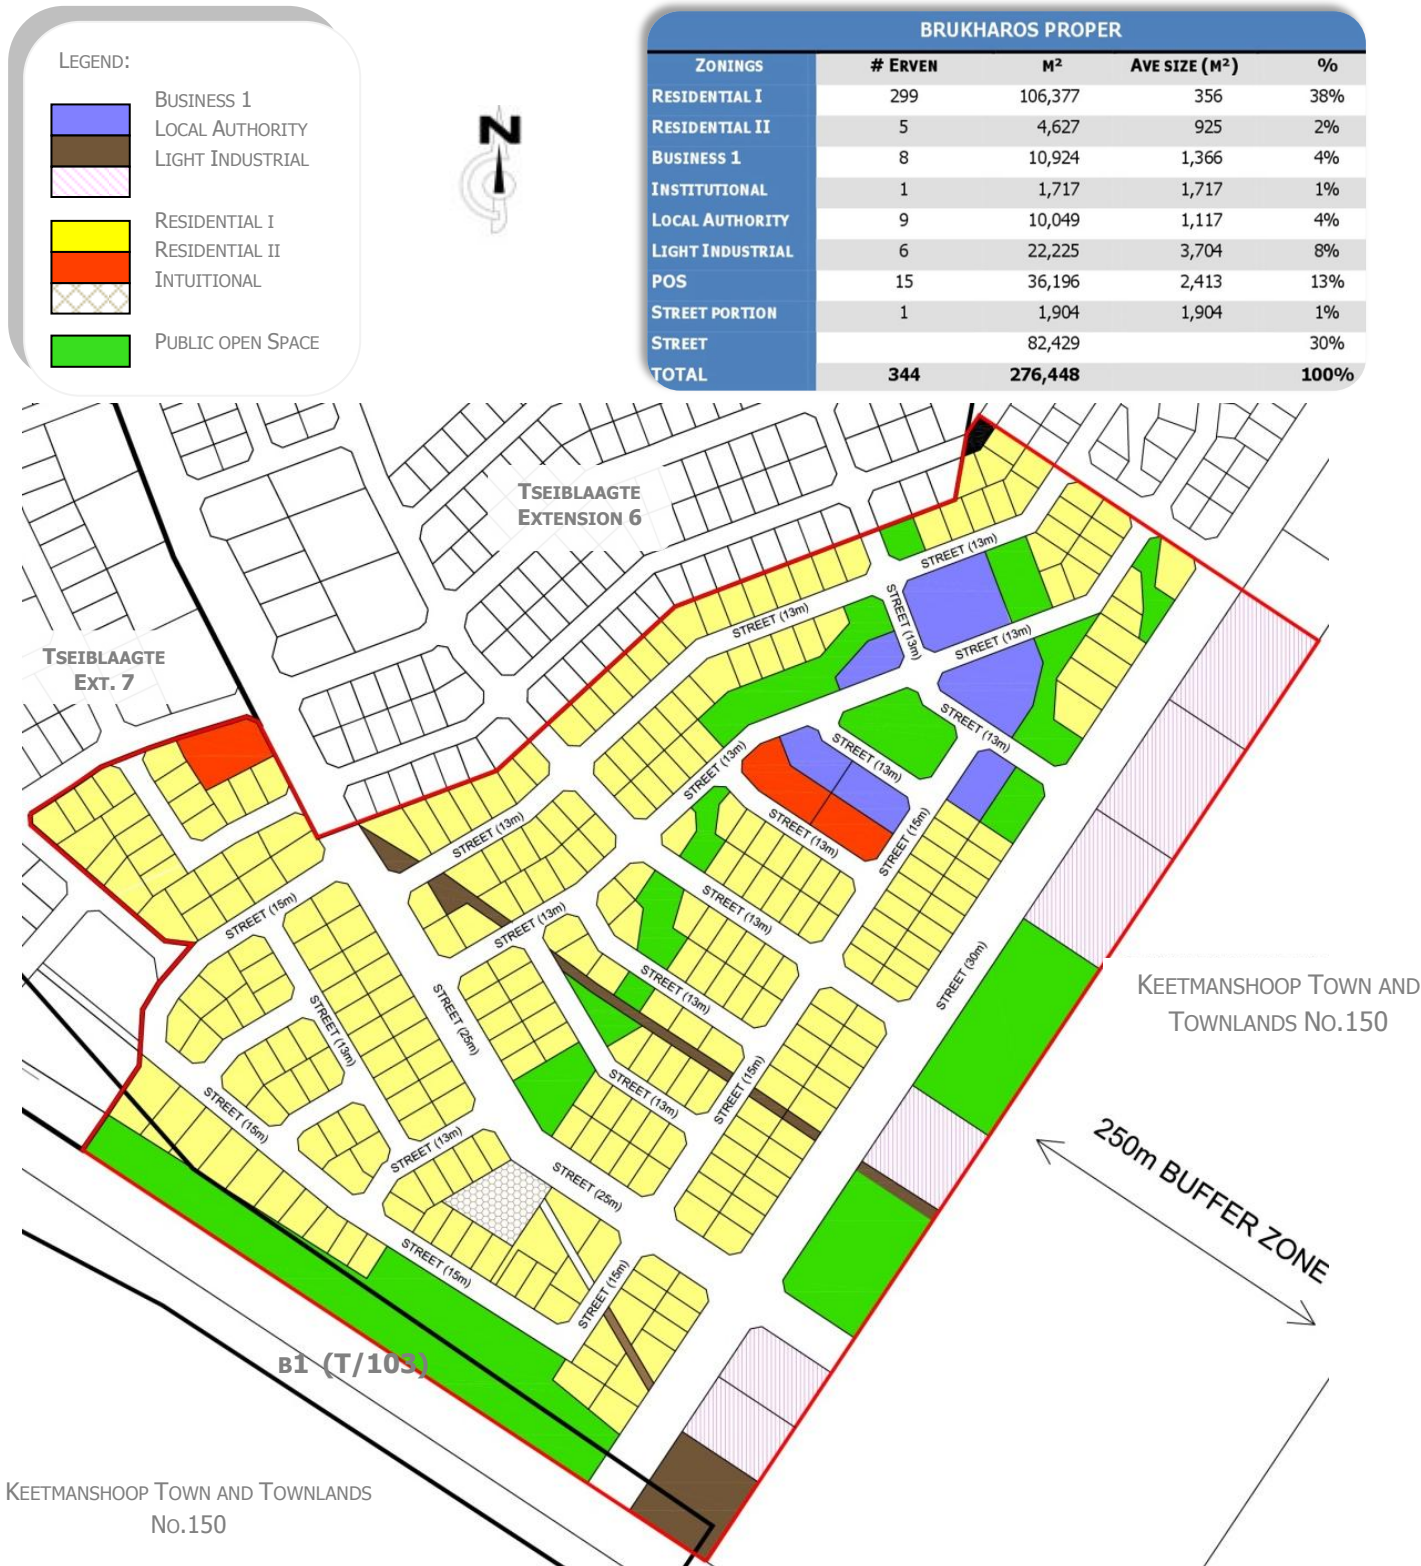 LEGEND:
BUSINESS 1
LOCAL AUTHORITY
LIGHT INDUSTRIAL
RESIDENTIAL I
RESIDENTIAL II
INTUITIONAL
PUBLIC OPEN SPACE
N
BRUKHAROS PROPER
ZONINGS # ERVEN M² AVE SIZE (M²) %
RESIDENTIAL I 299 106,377 356 38%
RESIDENTIAL II 5 4,627 925 2%
BUSINESS 1 8 10,924 1,366 4%
INSTITUTIONAL 1 1,717 1,717 1%
LOCAL AUTHORITY 9 10,049 1,117 4%
LIGHT INDUSTRIAL 6 22,225 3,704 8%
POS 15 36,196 2,413 13%
STREET PORTION 1 1,904 1,904 1%
STREET 82,429 30%
TOTAL 344 276,448 100%
TSEIBLAAGTE
EXTENSION 6
TSEIBLAAGTE
EXT. 7
STREET (13m)
STREET (13m)
STREET (13m)
STREET (13m)
STREET (13m)
STREET (13m)
STREET (13m)
STREET (13m)
STREET (13m)
STREET (15m)
STREET (13m)
STREET (13m)
STREET (15m)
STREET (13m)
STREET (30m)
STREET (13m)
STREET (13m)
STREET (25m)
STREET (13m)
STREET (15m)
STREET (15m)
STREET (13m)
STREET (25m)
STREET (15m)
STREET (15m)
KEETMANSHOOP TOWN AND
TOWNLANDS NO.150
250m BUFFER ZONE
B1 (T/103)
KEETMANSHOOP TOWN AND TOWNLANDS
NO.150